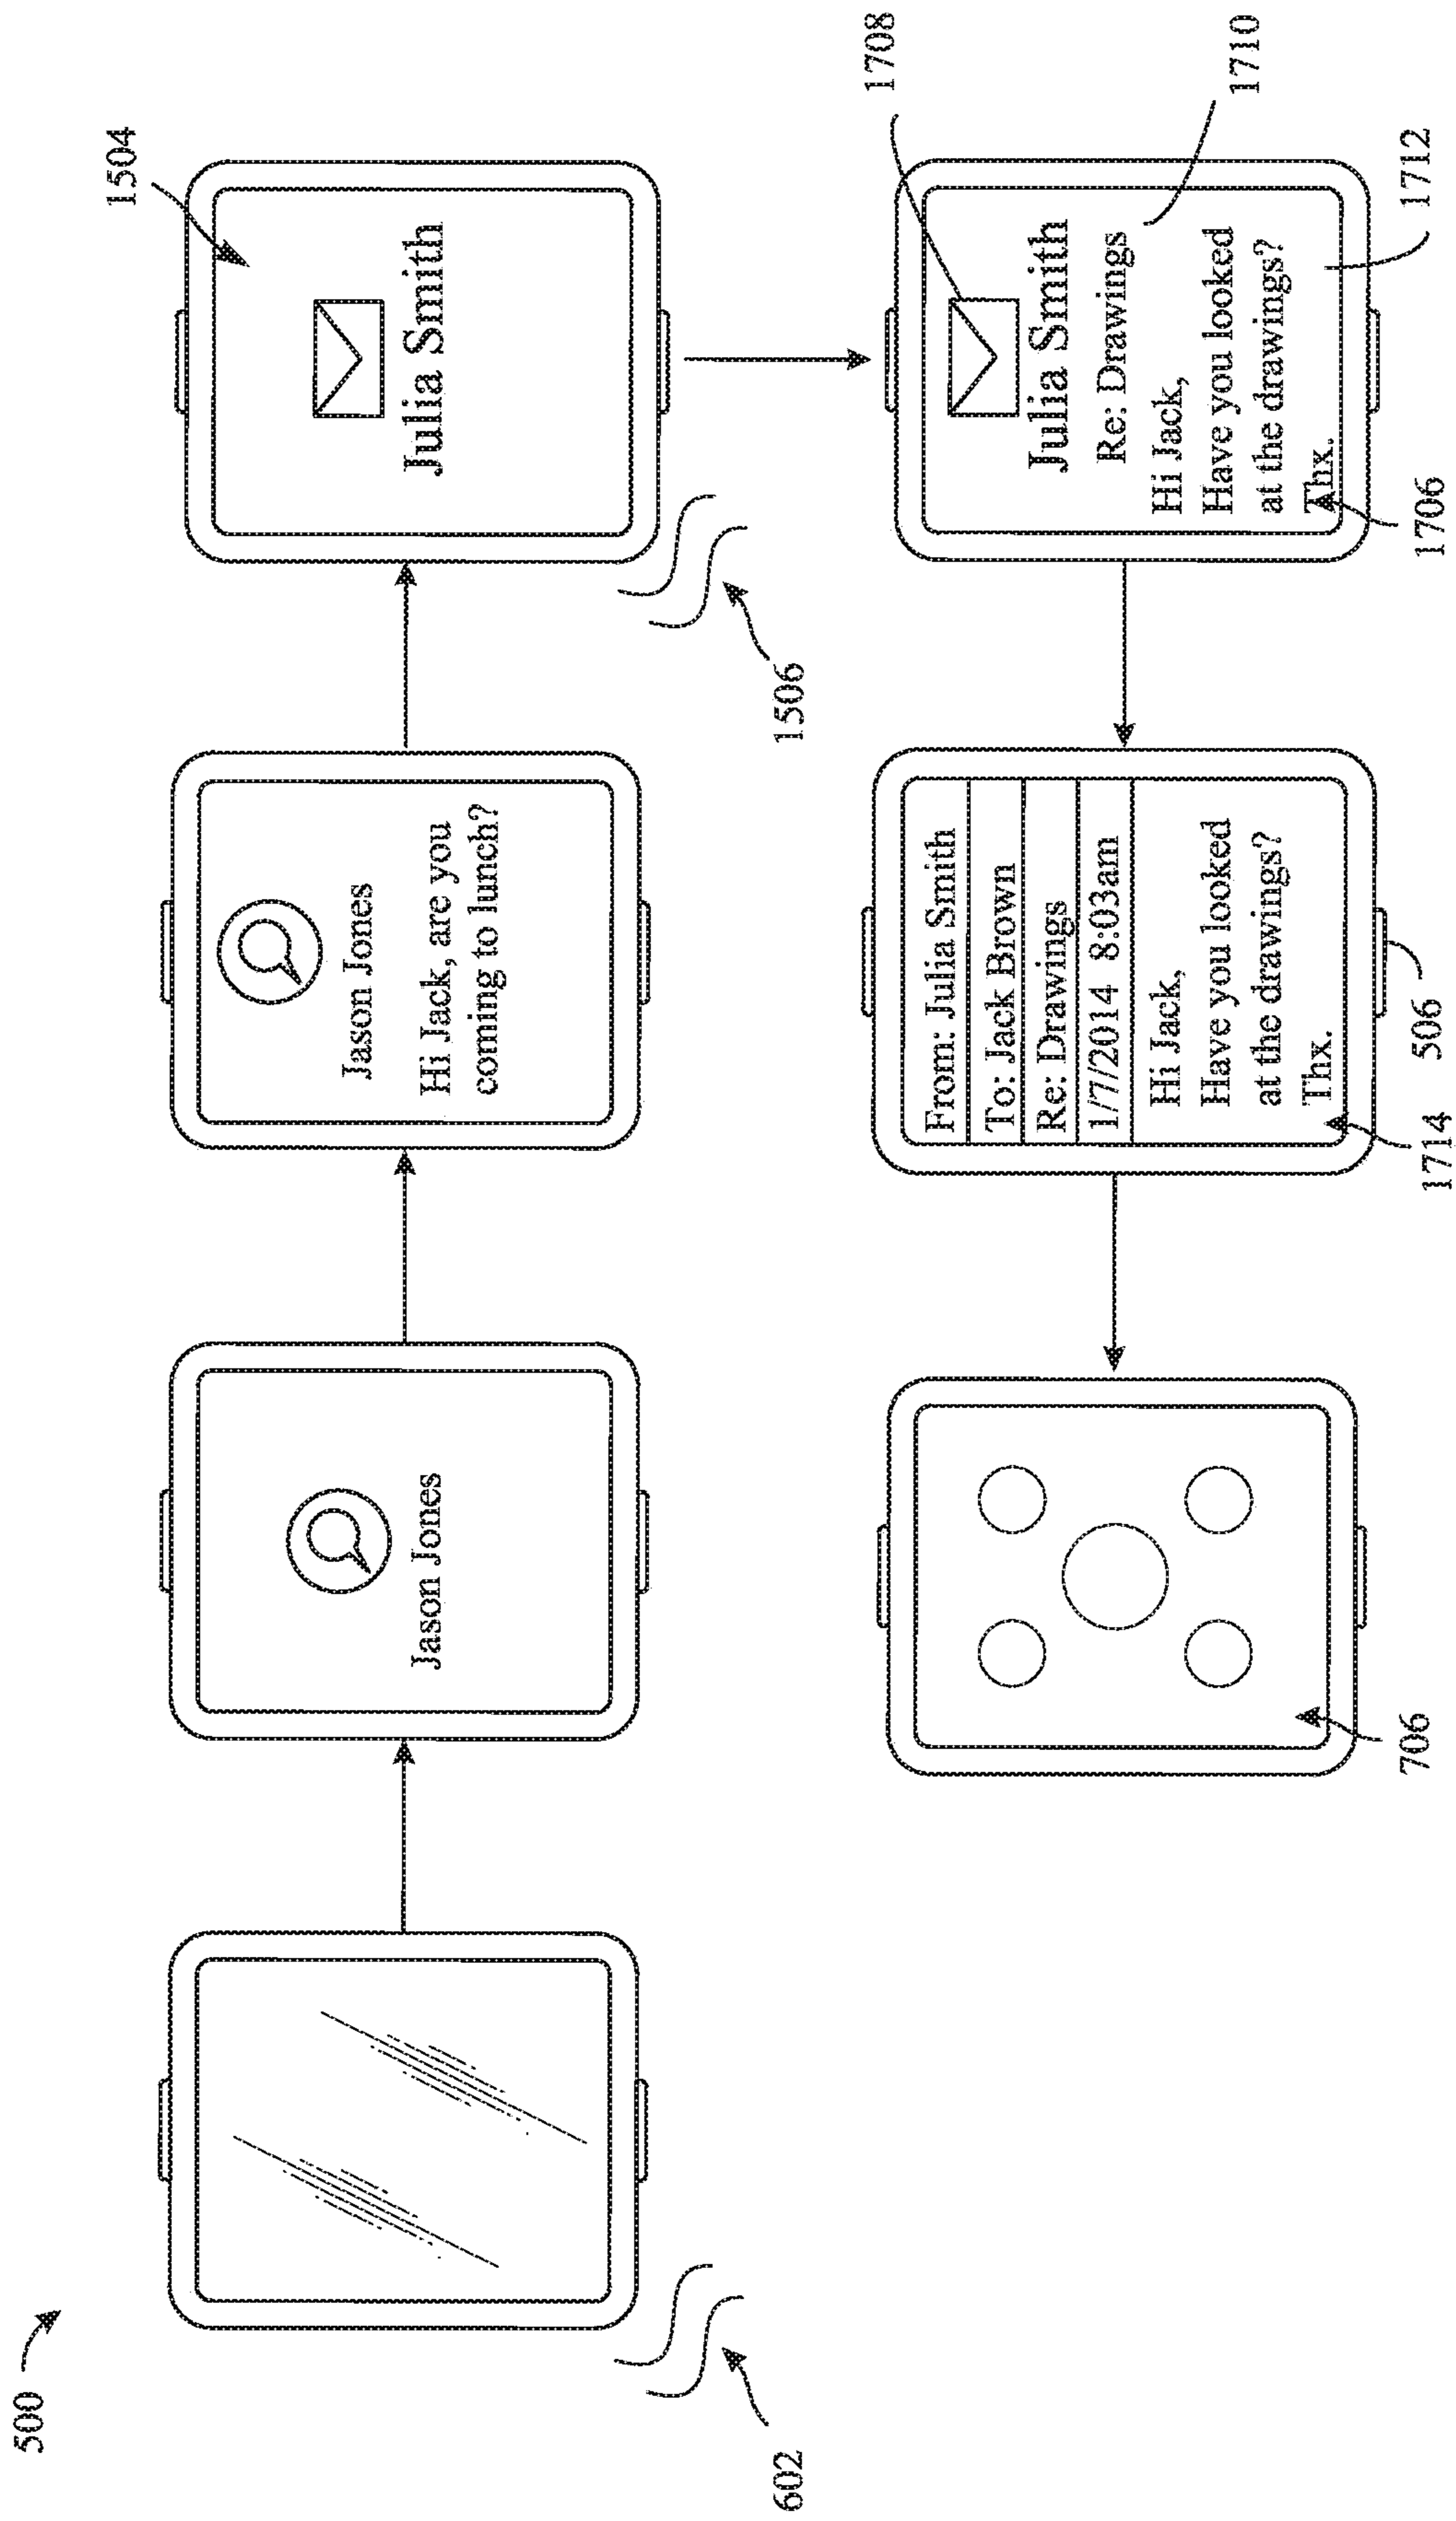 500
602
Jason Jones
Jason Jones
Hi Jack, are you
coming to lunch?
1504
Julia Smith
1506
1708
Julia Smith
Re: Drawings
1710
Hi Jack,
Have you looked
at the drawings?
Thx.
1712
1706
From: Julia Smith
To: Jack Brown
Re: Drawings
1/7/2014 8:03am
Hi Jack,
Have you looked
at the drawings?
Thx.
1714
506
706